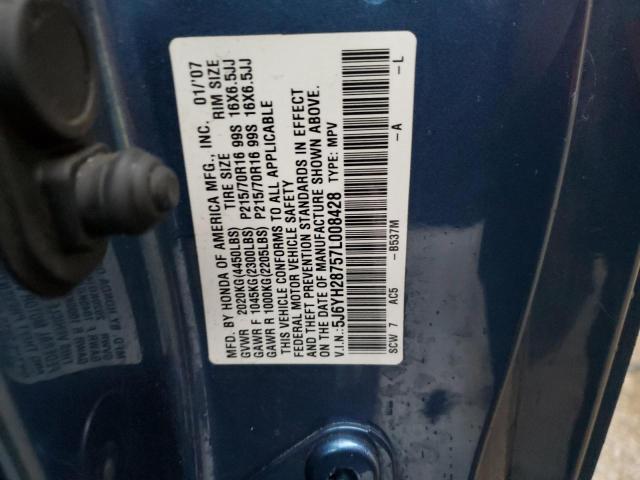 MFD. BY HONDA OF AMERICA MFG., INC. 01/'07
TIRE SIZE RIM SIZE
GVWR 2020KG(4450LBS)
GAWR F 1045KG(2300LBS) P215/70R16 99S 16X6.5JJ
GAWR R 1000KG(2205LBS) P215/70R16 99S 16X6.5JJ
THIS VEHICLE CONFORMS TO ALL APPLICABLE
FEDERAL MOTOR VEHICLE SAFETY
AND THEFT PREVENTION STANDARDS IN EFFECT
ON THE DATE OF MANUFACTURE SHOWN ABOVE.
V.I.N.:5J6YH28757L008428 TYPE: MPV
SCW 7 AC5 -B537M -A -L